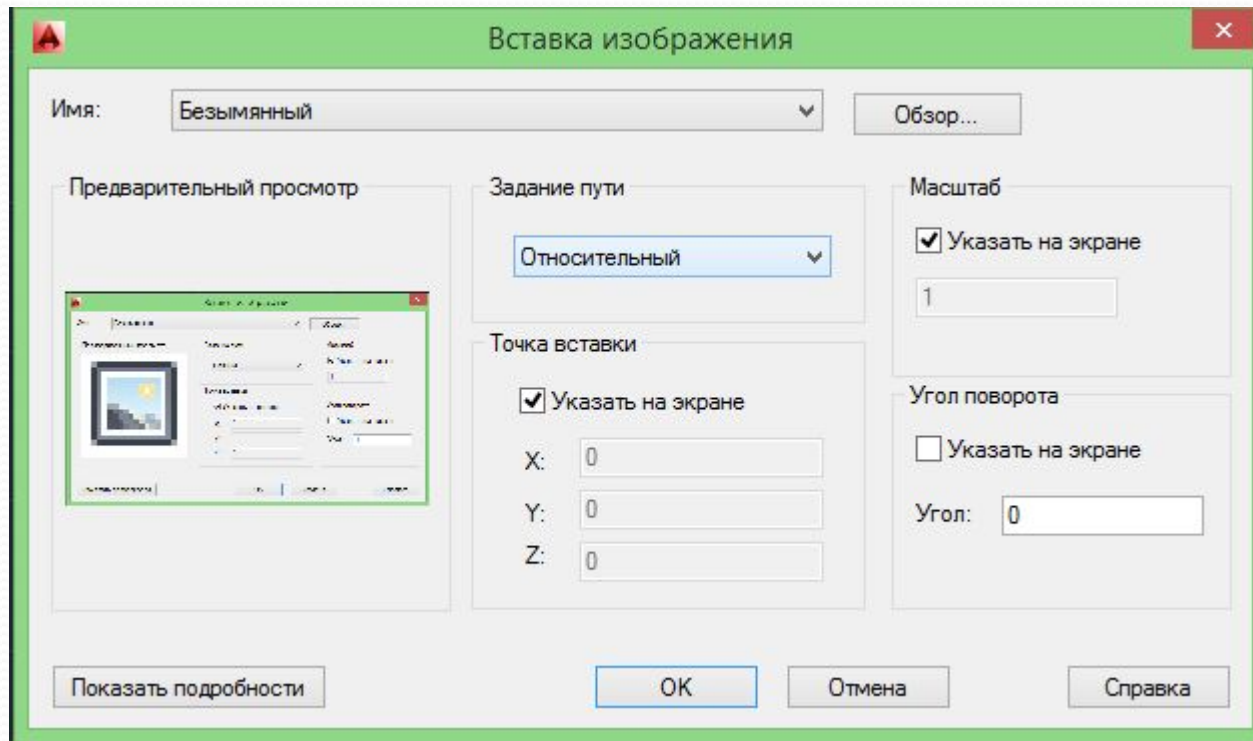 Вставка изображения
Имя: Безымянный Обзор...
Предварительный просмотр
Задание пути
Относительный
Масштаб
Указать на экране
1
Точка вставки
Указать на экране
X: 0
Y: 0
Z: 0
Угол поворота
Указать на экране
Угол: 0
Показать подробности OK Отмена Справка